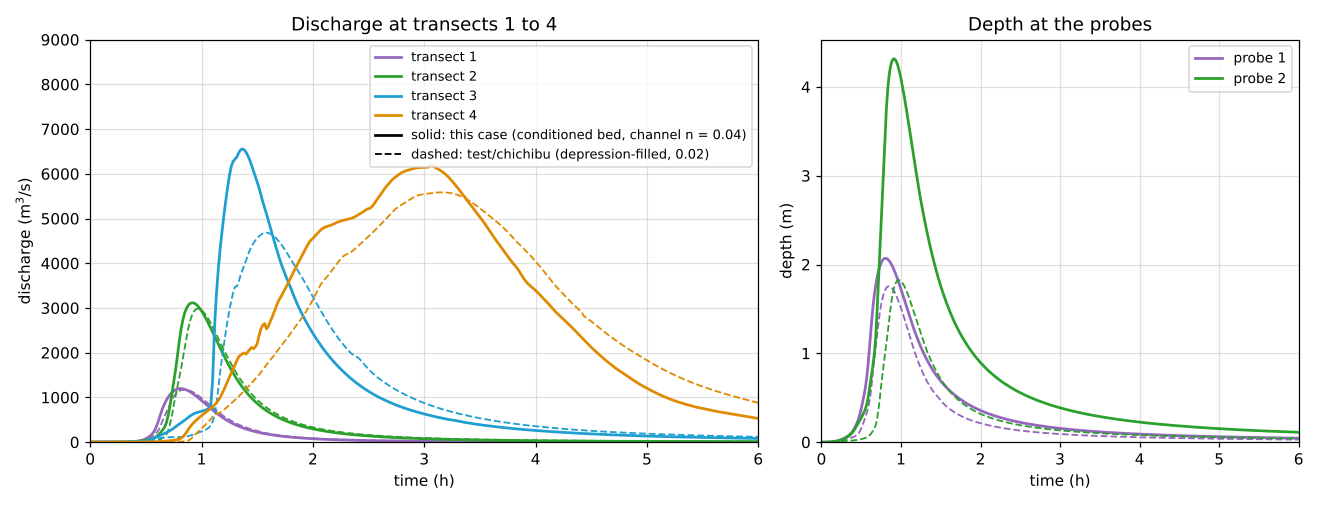 Discharge at transects 1 to 4
discharge (m³/s)
9000
8000
7000
6000
5000
4000
3000
2000
1000
0
0 1 2 3 4 5 6
time (h)
transect 1
transect 2
transect 3
transect 4
solid: this case (conditioned bed, channel n = 0.04)
dashed: test/chichibu (depression-filled, 0.02)
Depth at the probes
depth (m)
4
3
2
1
0
0 1 2 3 4 5 6
time (h)
probe 1
probe 2